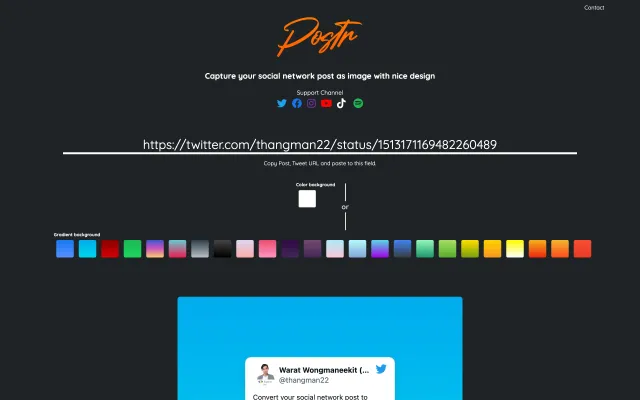 Contact
Postr
Capture your social network post as image with nice design
Support Channel
https://twitter.com/thangman22/status/1513171169482260489
Copy Post, Tweet URL and paste to this field.
Color background
or
Gradient background
Warat Wongmaneekit (...
@thangman22
Convert your social network post to